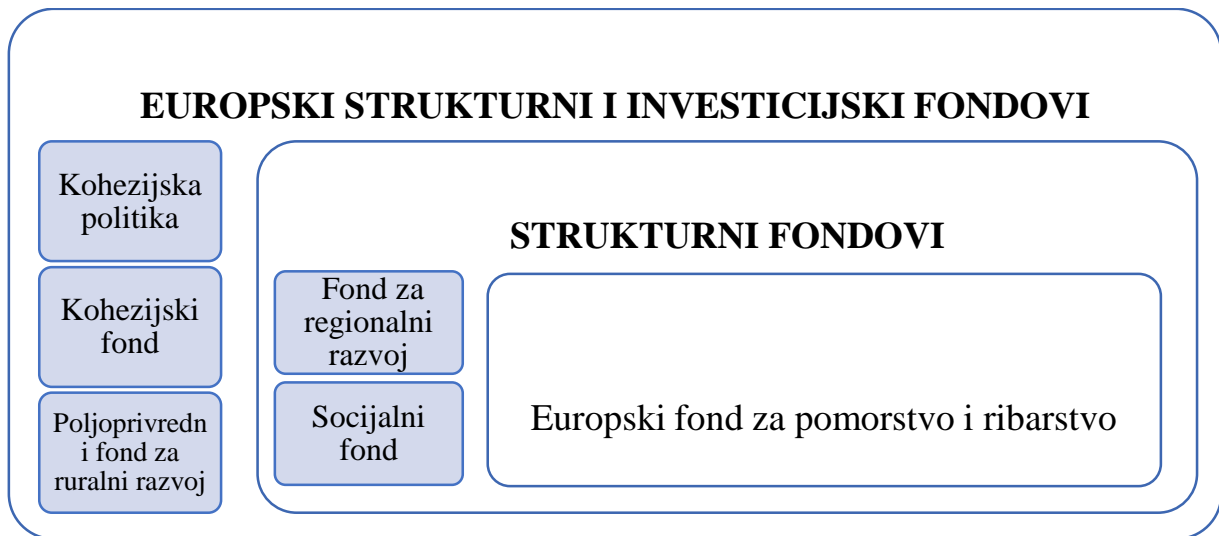 EUROPSKI STRUKTURNI I INVESTICIJSKI FONDOVI
Kohezijska
politika
Kohezijski
fond
Poljoprivredn
i fond za
ruralni razvoj
STRUKTURNI FONDOVI
Fond za
regionalni
razvoj
Socijalni
fond
Europski fond za pomorstvo i ribarstvo